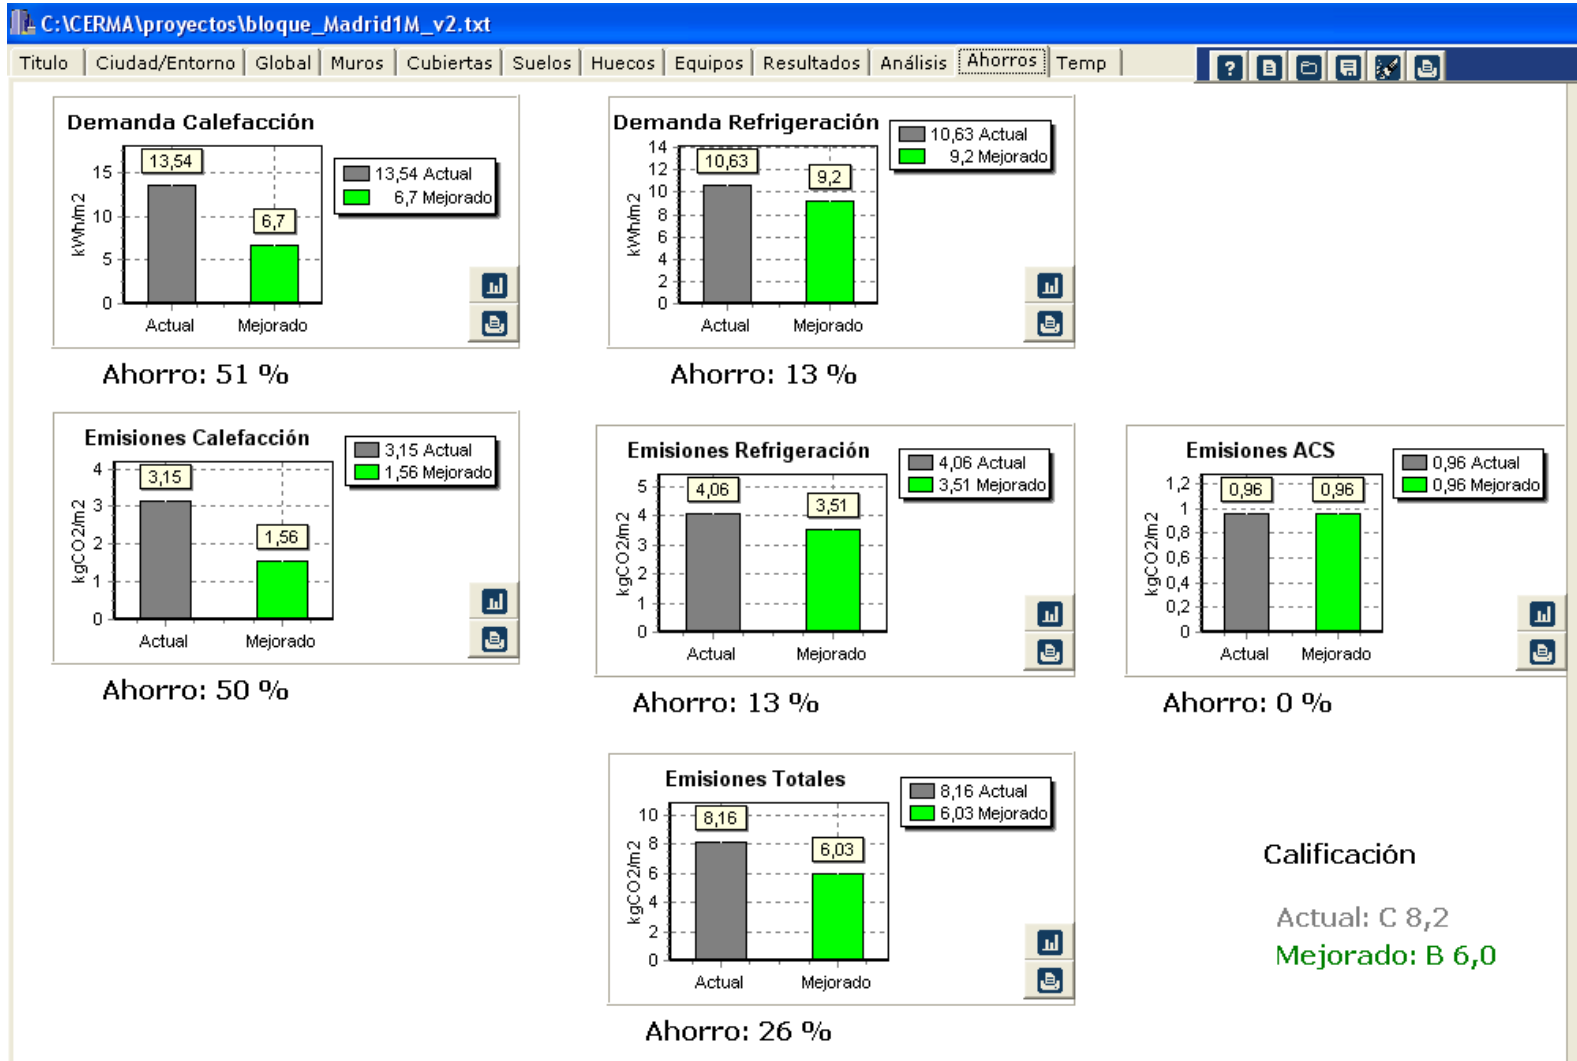 C:\CERMA\proyectos\bloque_Madrid1M_v2.txt
Titulo Ciudad/Entorno Global Muros Cubiertas Suelos Huecos Equipos Resultados Análisis Ahorros Temp
?
Demanda Calefacción
13,54 Actual
6,7 Mejorado
kWh/m2
15
10
5
0
13,54
6,7
Actual Mejorado
Ahorro: 51 %
Demanda Refrigeración
10,63 Actual
9,2 Mejorado
kWh/m2
14
12
10
8
6
4
2
0
10,63
9,2
Actual Mejorado
Ahorro: 13 %
Emisiones Calefacción
3,15 Actual
1,56 Mejorado
kgCO2/m2
4
3
2
1
0
3,15
1,56
Actual Mejorado
Ahorro: 50 %
Emisiones Refrigeración
4,06 Actual
3,51 Mejorado
kgCO2/m2
5
4
3
2
1
0
4,06
3,51
Actual Mejorado
Ahorro: 13 %
Emisiones ACS
0,96 Actual
0,96 Mejorado
kgCO2/m2
1,2
1
0,8
0,6
0,4
0,2
0
0,96
0,96
Actual Mejorado
Ahorro: 0 %
Emisiones Totales
8,16 Actual
6,03 Mejorado
kgCO2/m2
10
8
6
4
2
0
8,16
6,03
Actual Mejorado
Ahorro: 26 %
Calificación
Actual: C 8,2
Mejorado: B 6,0